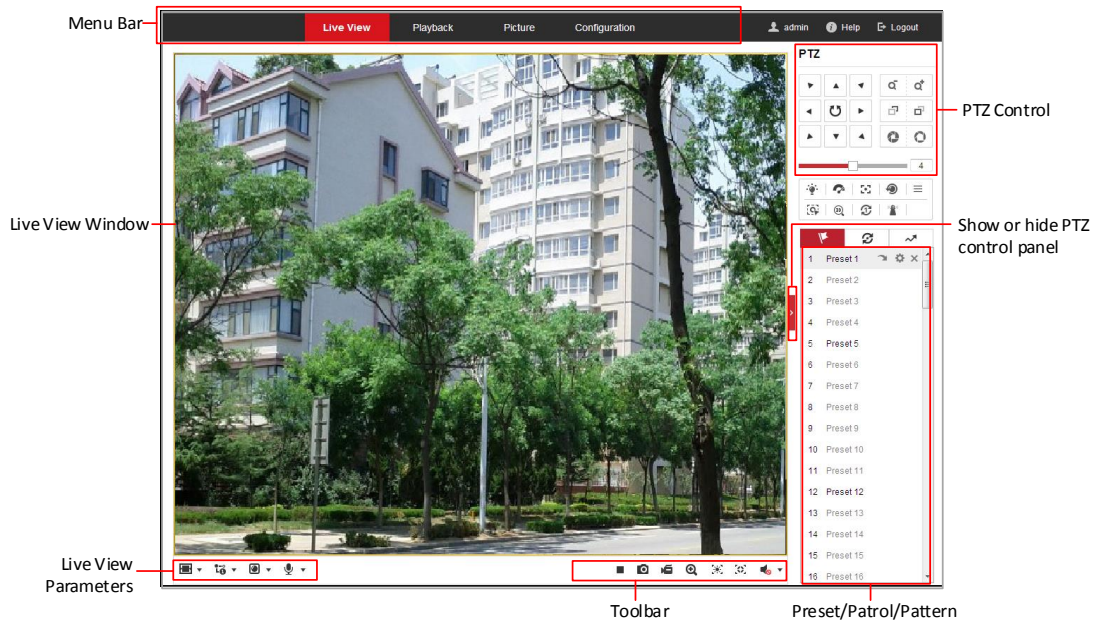 Menu Bar
Live View Playback Picture Configuration admin Help Logout
PTZ
PTZ Control
4
Live View Window
Show or hide PTZ
control panel
1 Preset 1
2 Preset 2
3 Preset 3
4 Preset 4
5 Preset 5
6 Preset 6
7 Preset 7
8 Preset 8
9 Preset 9
10 Preset 10
11 Preset 11
12 Preset 12
13 Preset 13
14 Preset 14
15 Preset 15
16 Preset 16
Live View
Parameters
Toolbar
Preset/Patrol/Pattern